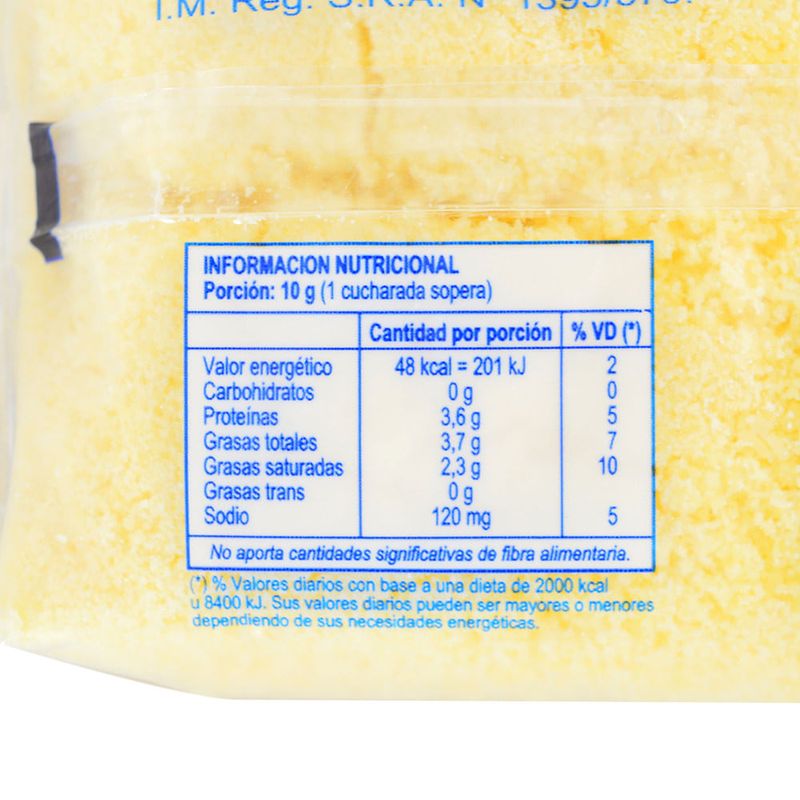 I.M. Reg. S.R.A. N°
INFORMACION NUTRICIONAL
Porción: 10 g (1 cucharada sopera)
Cantidad por porción % VD (*)
Valor energético 48 kcal = 201 kJ 2
Carbohidratos 0 g 0
Proteínas 3,6 g 5
Grasas totales 3,7 g 7
Grasas saturadas 2,3 g 10
Grasas trans 0 g
Sodio 120 mg 5
No aporta cantidades significativas de fibra alimentaria.
(*) % Valores diarios con base a una dieta de 2000 kcal
u 8400 kJ. Sus valores diarios pueden ser mayores o menores
dependiendo de sus necesidades energéticas.